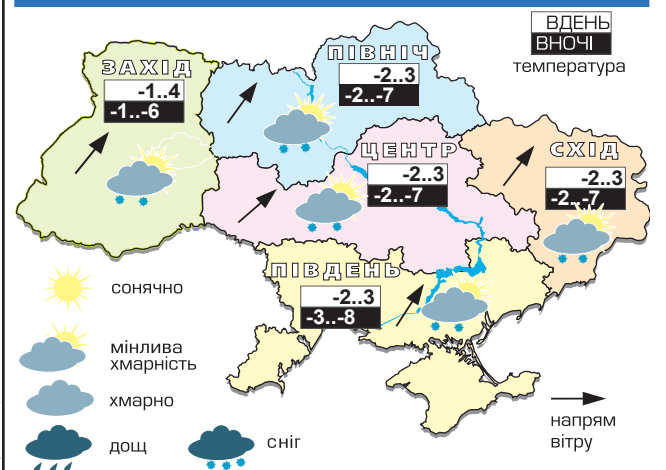 ВДЕНЬ
ВНОЧІ
температура
ЗАХІД
-1..4
-1..-6
ПІВНІЧ
-2..3
-2..-7
ЦЕНТР
-2..3
-2..-7
СХІД
-2..3
-2..-7
ПІВДЕНЬ
-2..3
-3..-8
сонячно
мінлива
хмарність
хмарно
дощ
сніг
напрям
вітру